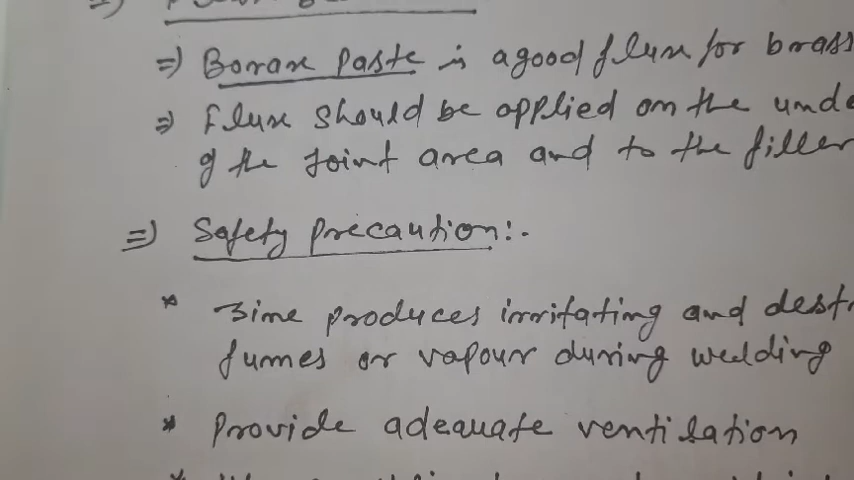 ⇒ Borax Paste is a good flux for brass
⇒ Flux should be applied on the unde
of the Joint area and to the filler
⇒ Safety Precaution:-
* Zinc produces irritating and dest
fumes or vapour during welding
* Provide adequate ventilation